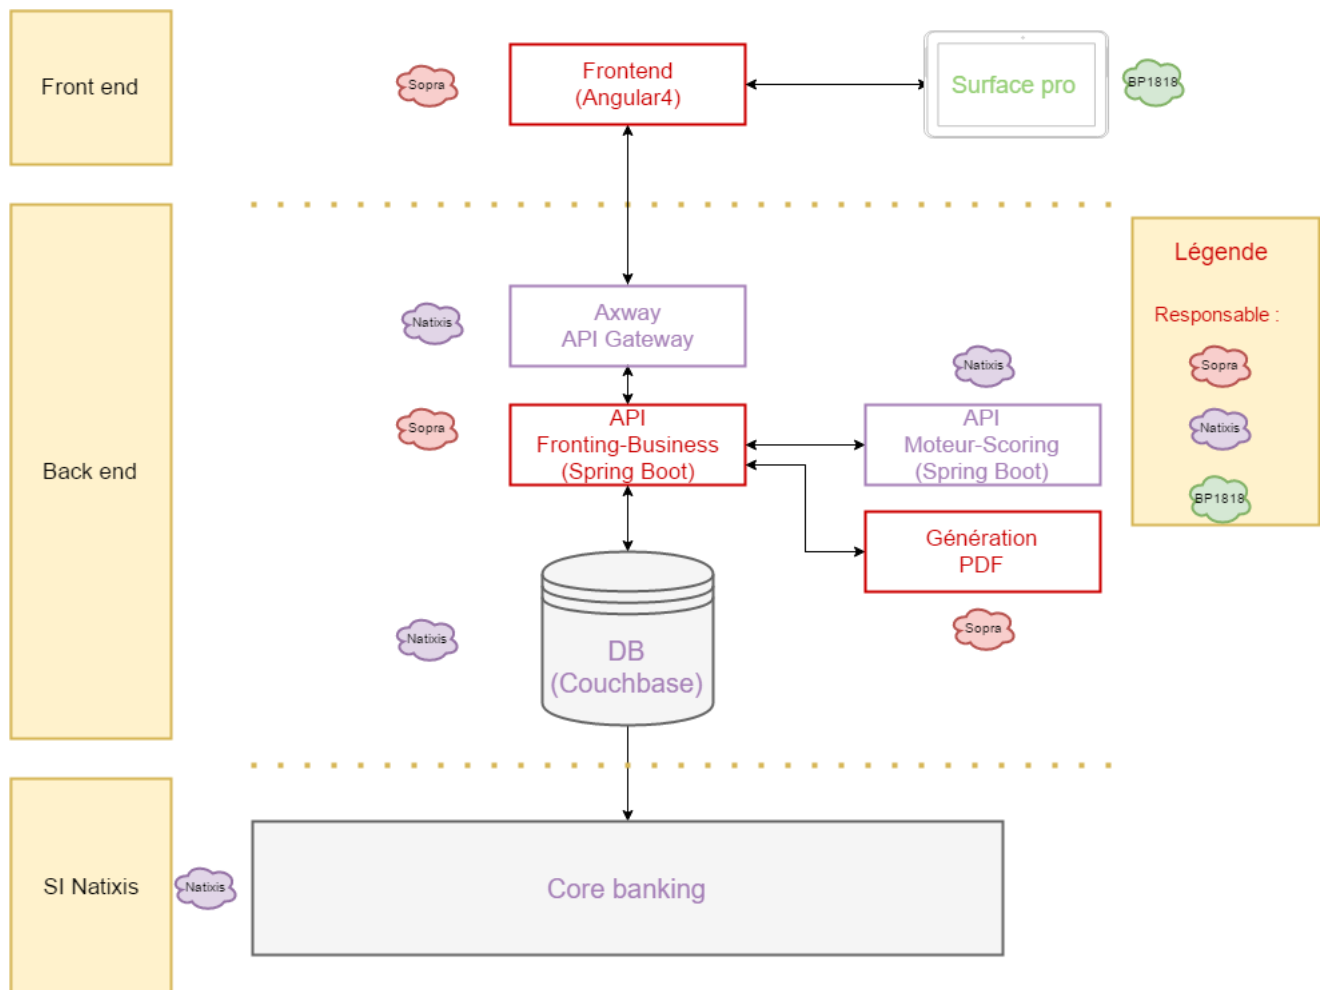 Front end
Sopra
Frontend
(Angular4)
Surface pro
BP1818
Back end
Natixis
Axway
API Gateway
Sopra
API
Fronting-Business
(Spring Boot)
Natixis
API
Moteur-Scoring
(Spring Boot)
Génération
PDF
Sopra
Natixis
DB
(Couchbase)
Légende
Responsable :
Sopra
Natixis
BP1818
SI Natixis
Natixis
Core banking